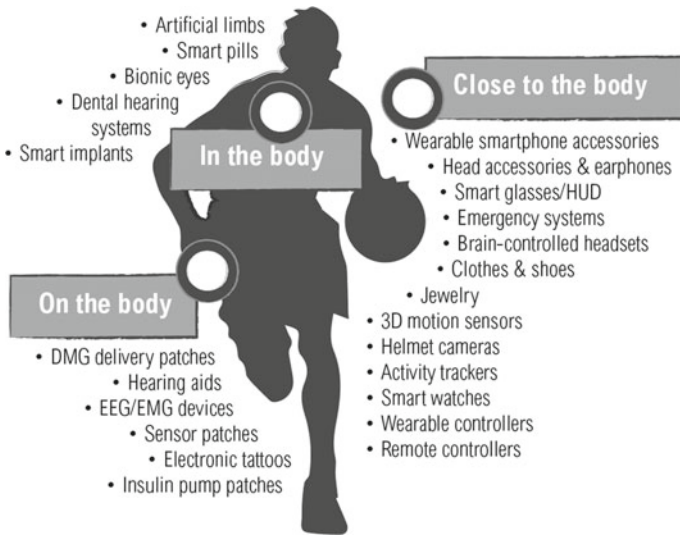 • Artificial limbs
• Smart pills
• Bionic eyes
• Dental hearing
systems
• Smart implants
In the body
Close to the body
• Wearable smartphone accessories
• Head accessories & earphones
• Smart glasses/HUD
• Emergency systems
• Brain-controlled headsets
• Clothes & shoes
• Jewelry
• 3D motion sensors
• Helmet cameras
• Activity trackers
• Smart watches
• Wearable controllers
• Remote controllers
On the body
• DMG delivery patches
• Hearing aids
• EEG/EMG devices
• Sensor patches
• Electronic tattoos
• Insulin pump patches